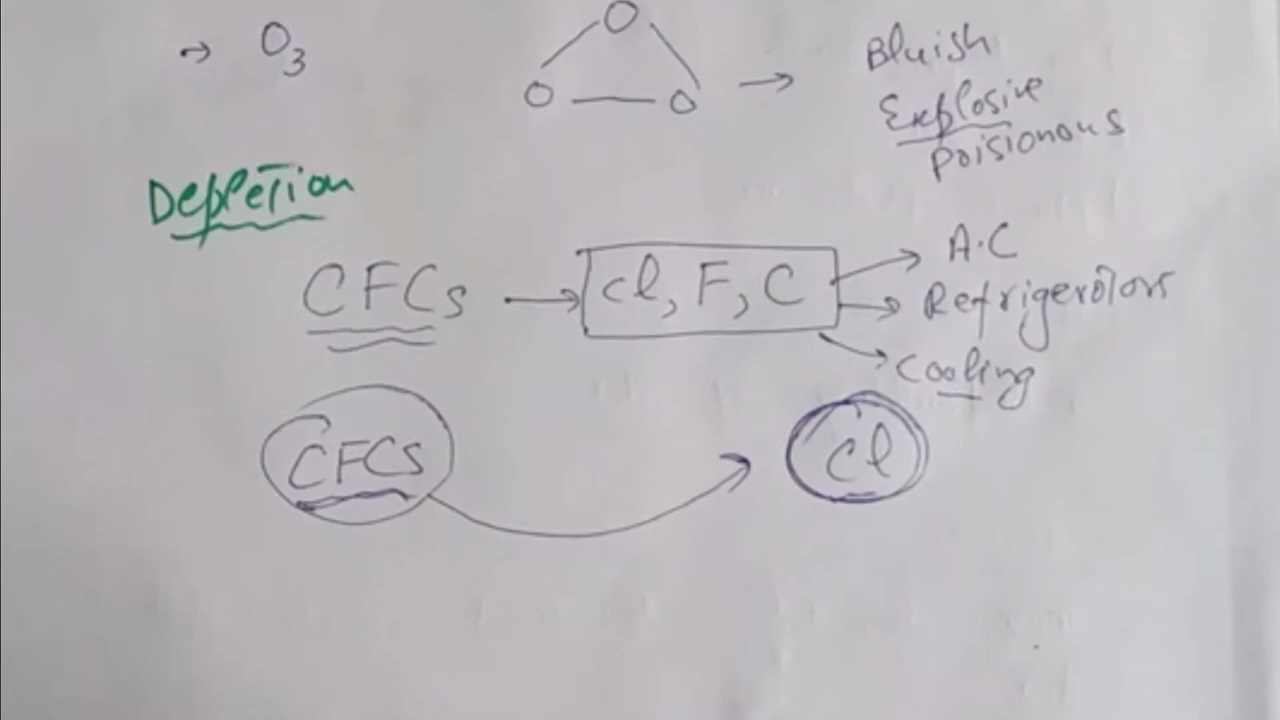 → O3
O O O → Bluish
Explosive
Poisionous
Depletion
CFCs → Cl, F, C
A.C
Refrigerators
Cooling
CFCs → Cl